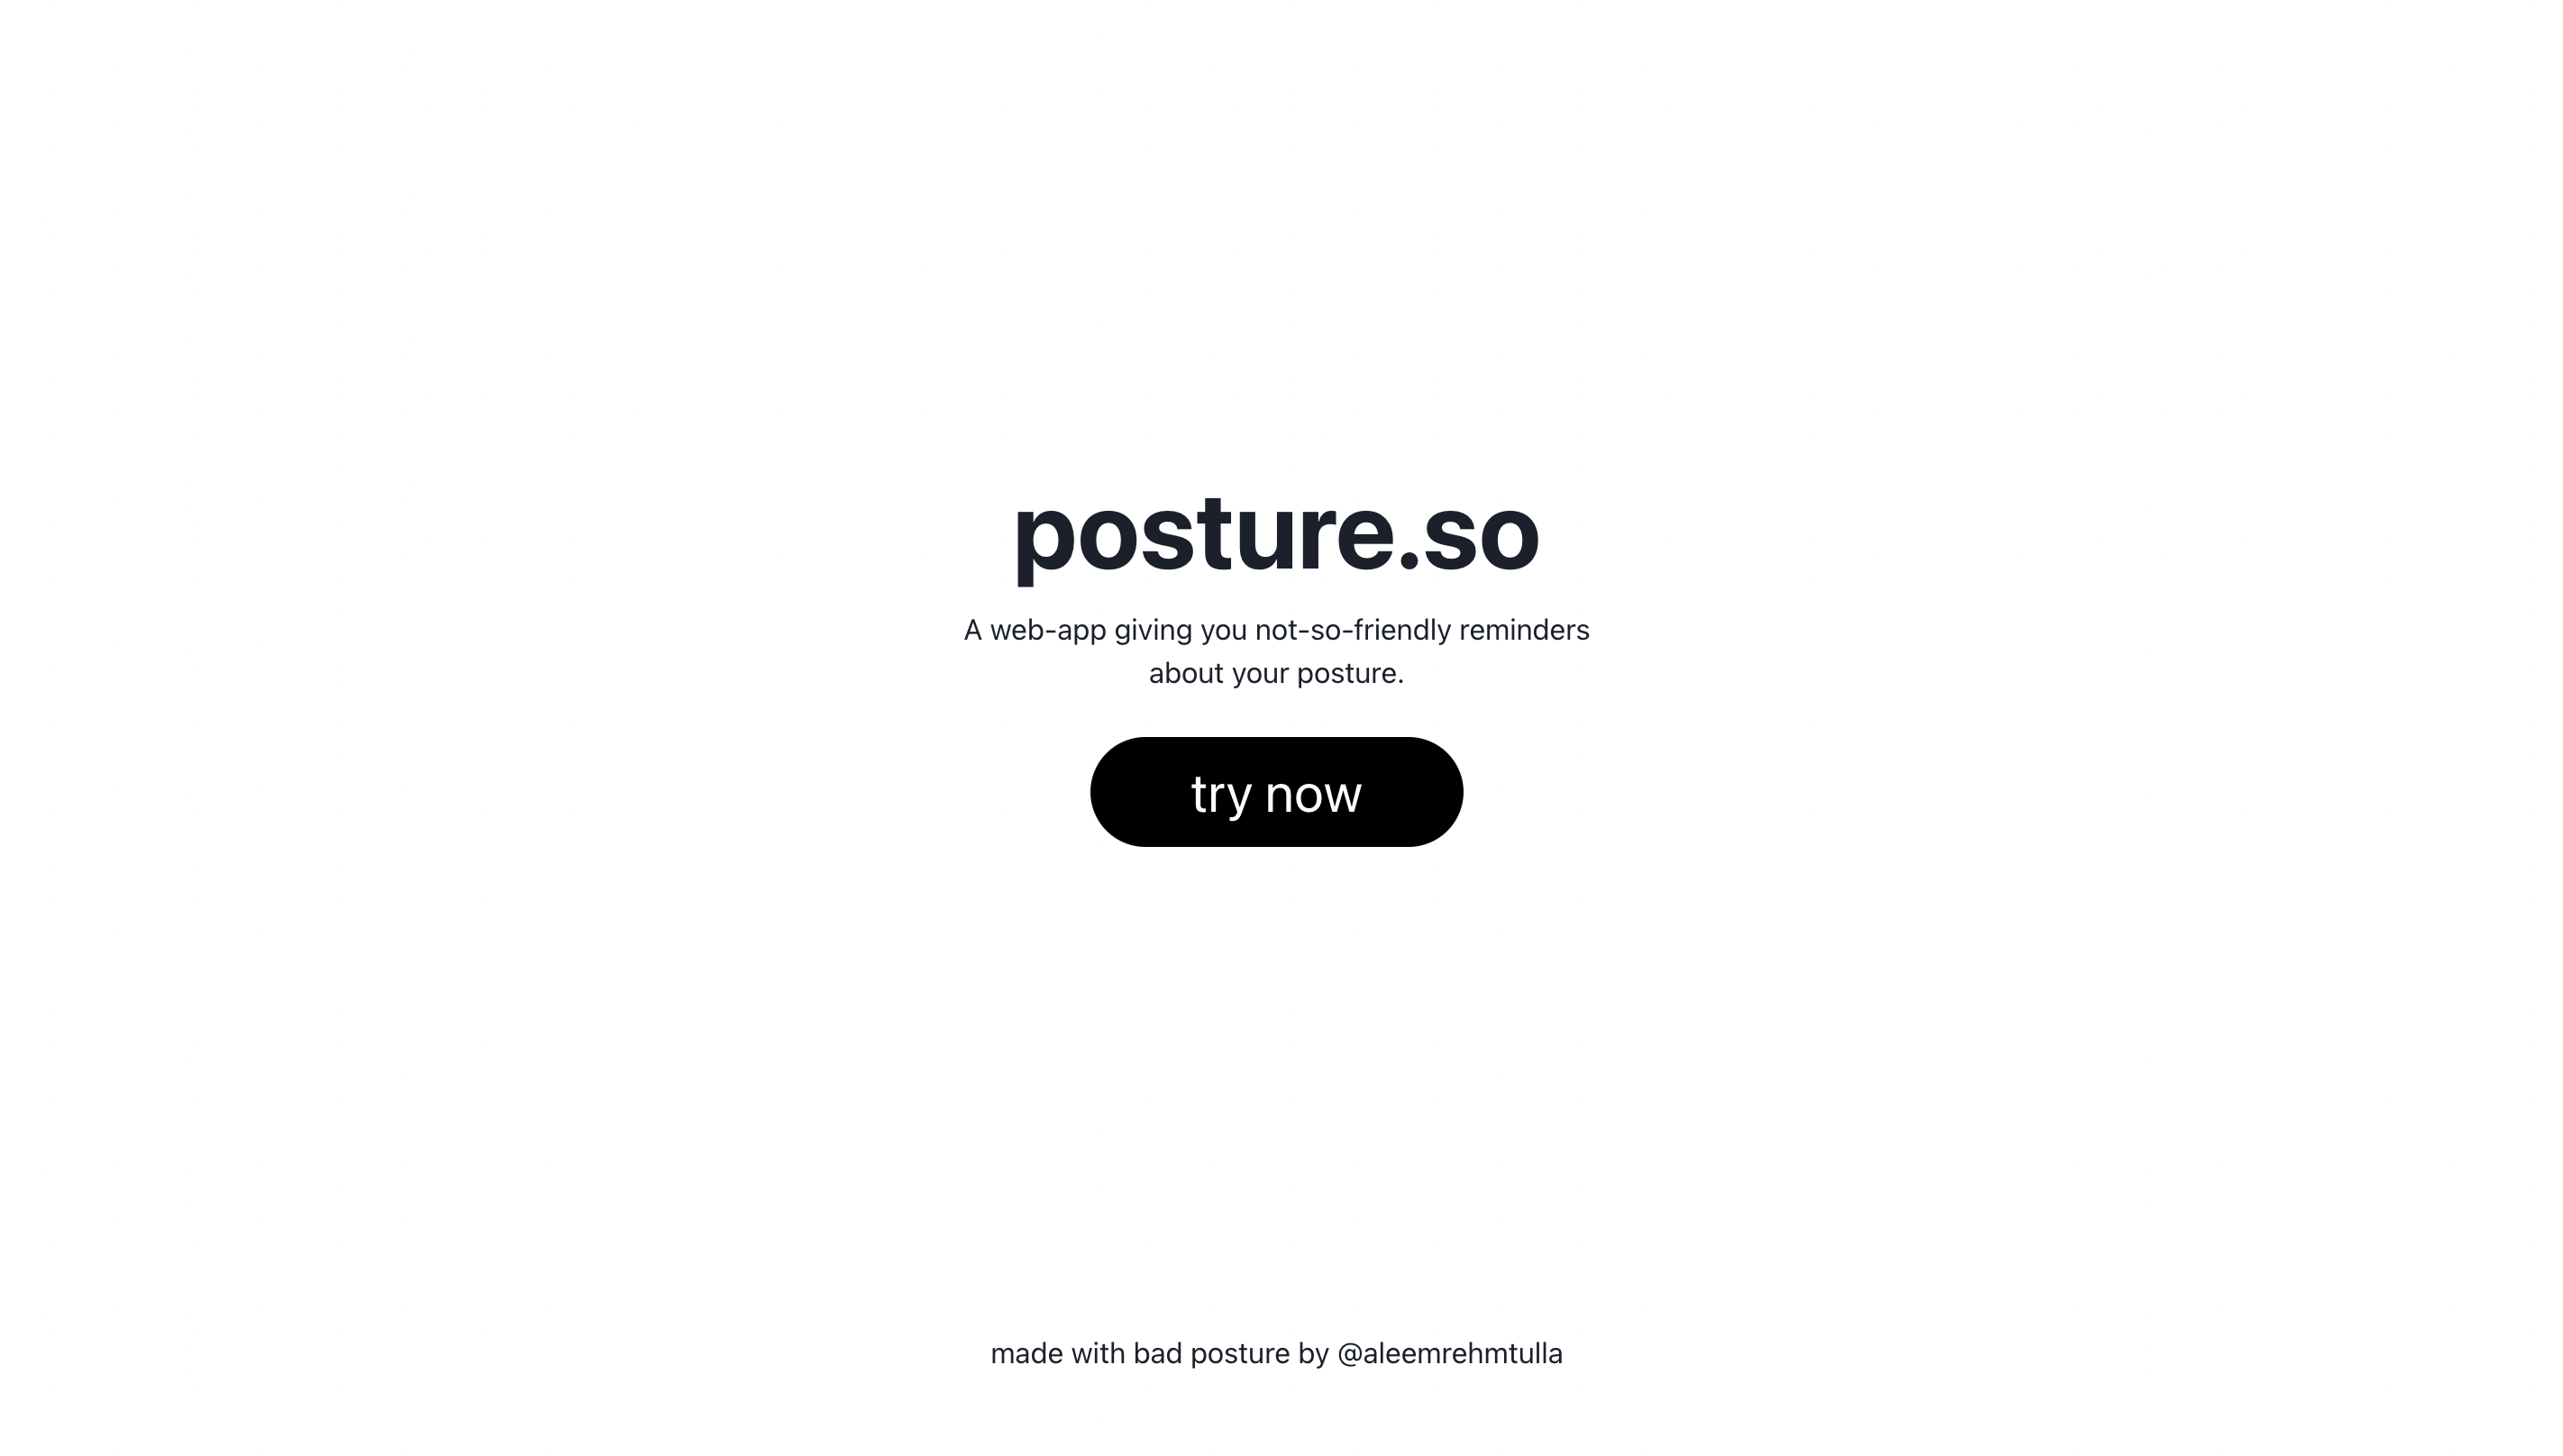 posture.so
A web-app giving you not-so-friendly reminders
about your posture.
try now
made with bad posture by @aleemrehmtulla